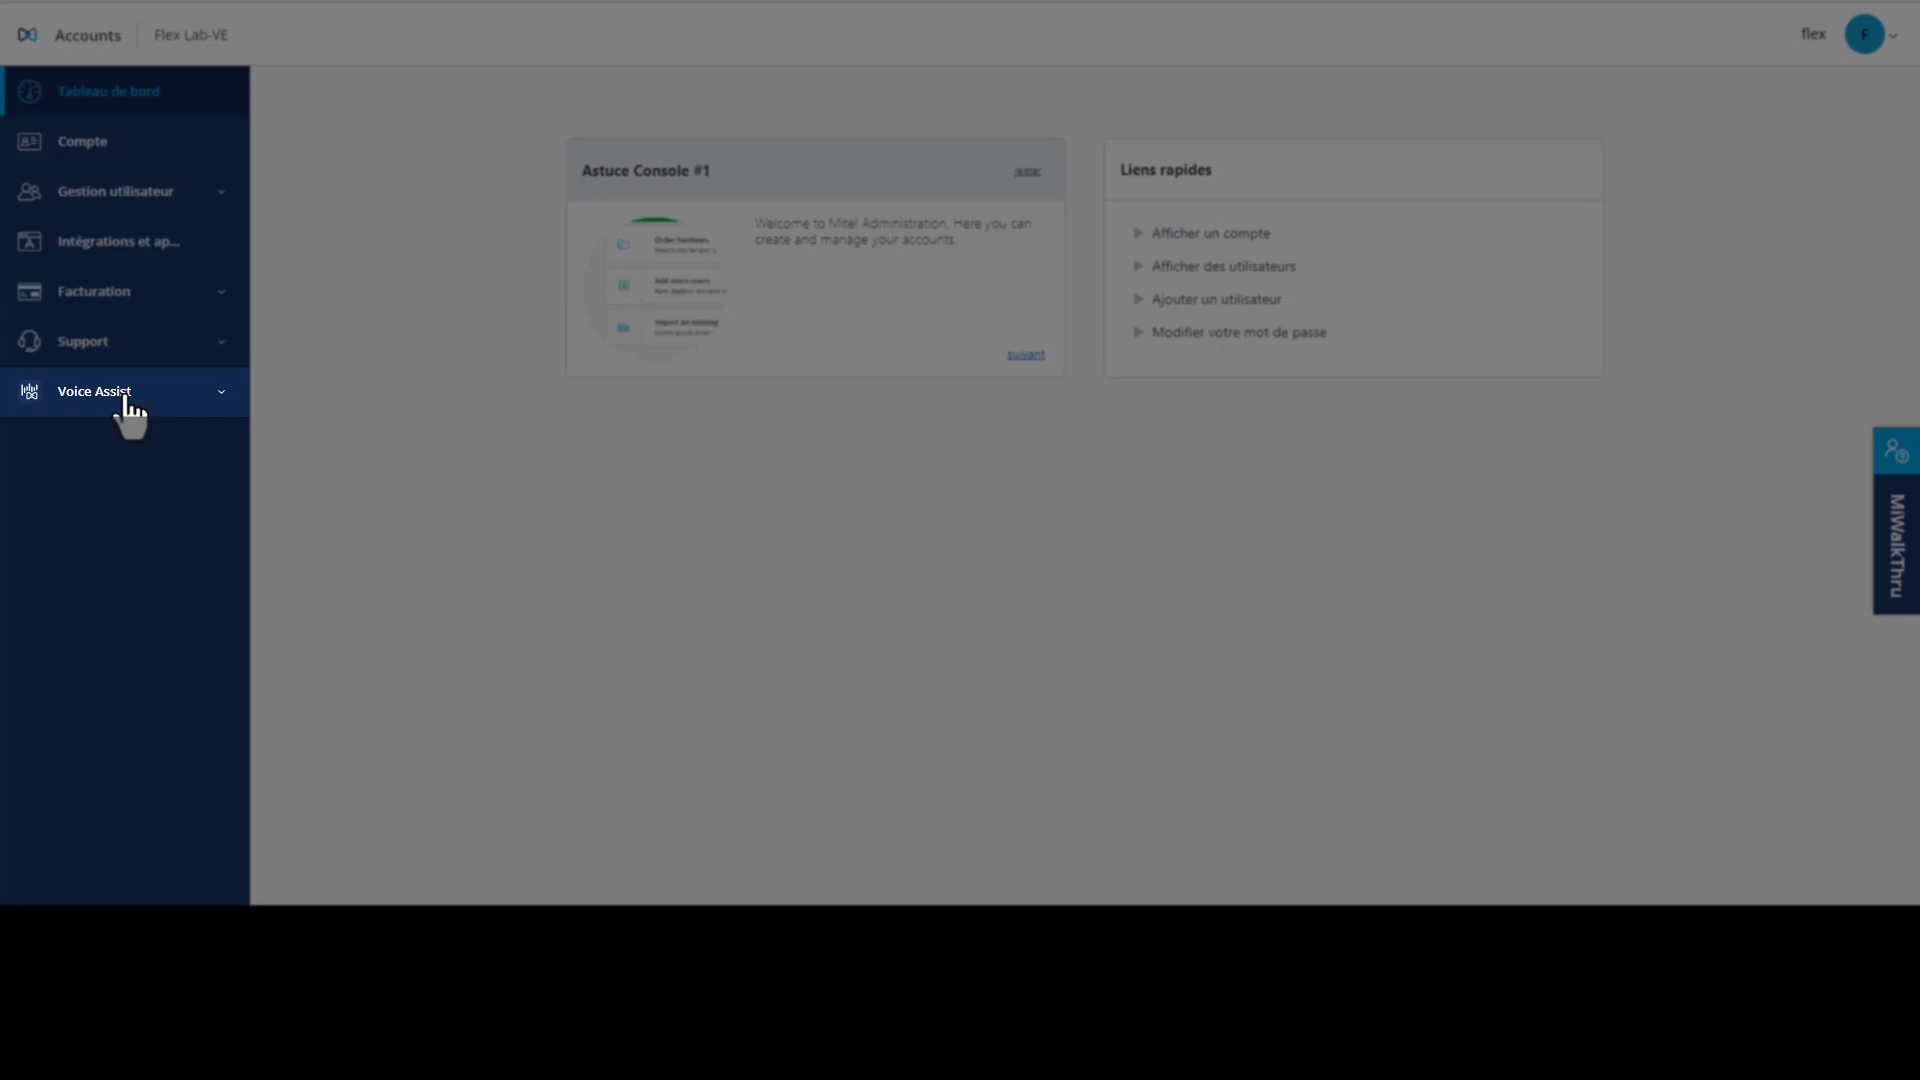 Accounts
Flex Lab-VE
flex
F
Tableau de bord
Compte
Gestion utilisateur
Intégrations et ap...
Facturation
Support
Voice Assist
Astuce Console #1
Welcome to Mitel Administration. Here you can
create and manage your accounts.
Order hardware
Add more users
Import an existing
suivant
Liens rapides
Afficher un compte
Afficher des utilisateurs
Ajouter un utilisateur
Modifier votre mot de passe
MiWalkThru